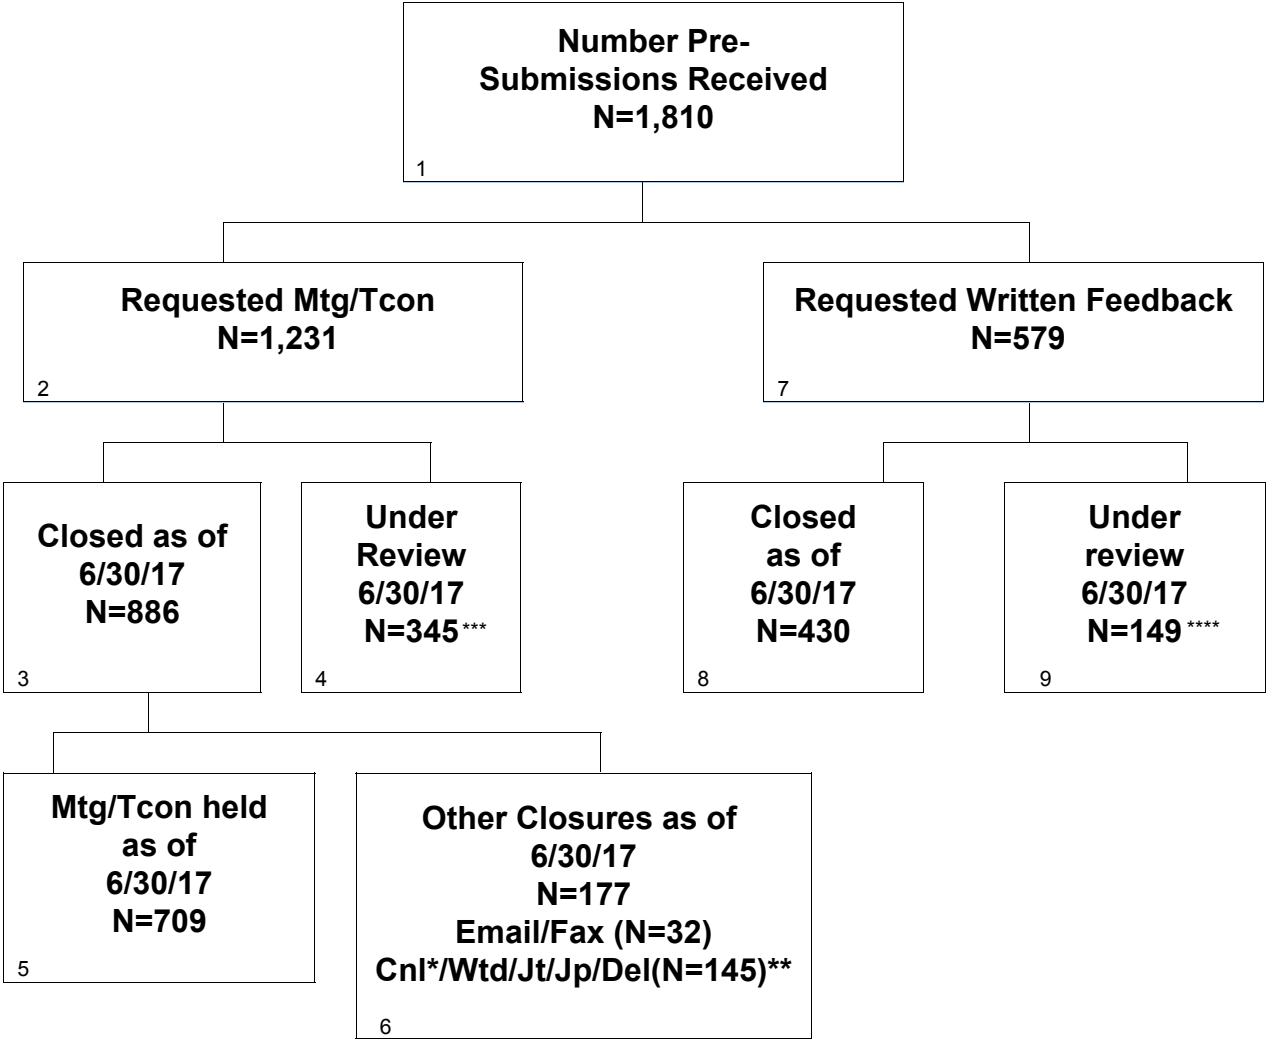 Number Pre-
Submissions Received
N=1,810
1
Requested Mtg/Tcon
N=1,231
2
Requested Written Feedback
N=579
7
Closed as of
6/30/17
N=886
3
Under
Review
6/30/17
N=345***
4
Closed
as of
6/30/17
N=430
8
Under
review
6/30/17
N=149****
9
Mtg/Tcon held
as of
6/30/17
N=709
5
Other Closures as of
6/30/17
N=177
Email/Fax (N=32)
Cnl*/Wtd/Jt/Jp/Del(N=145)**
6